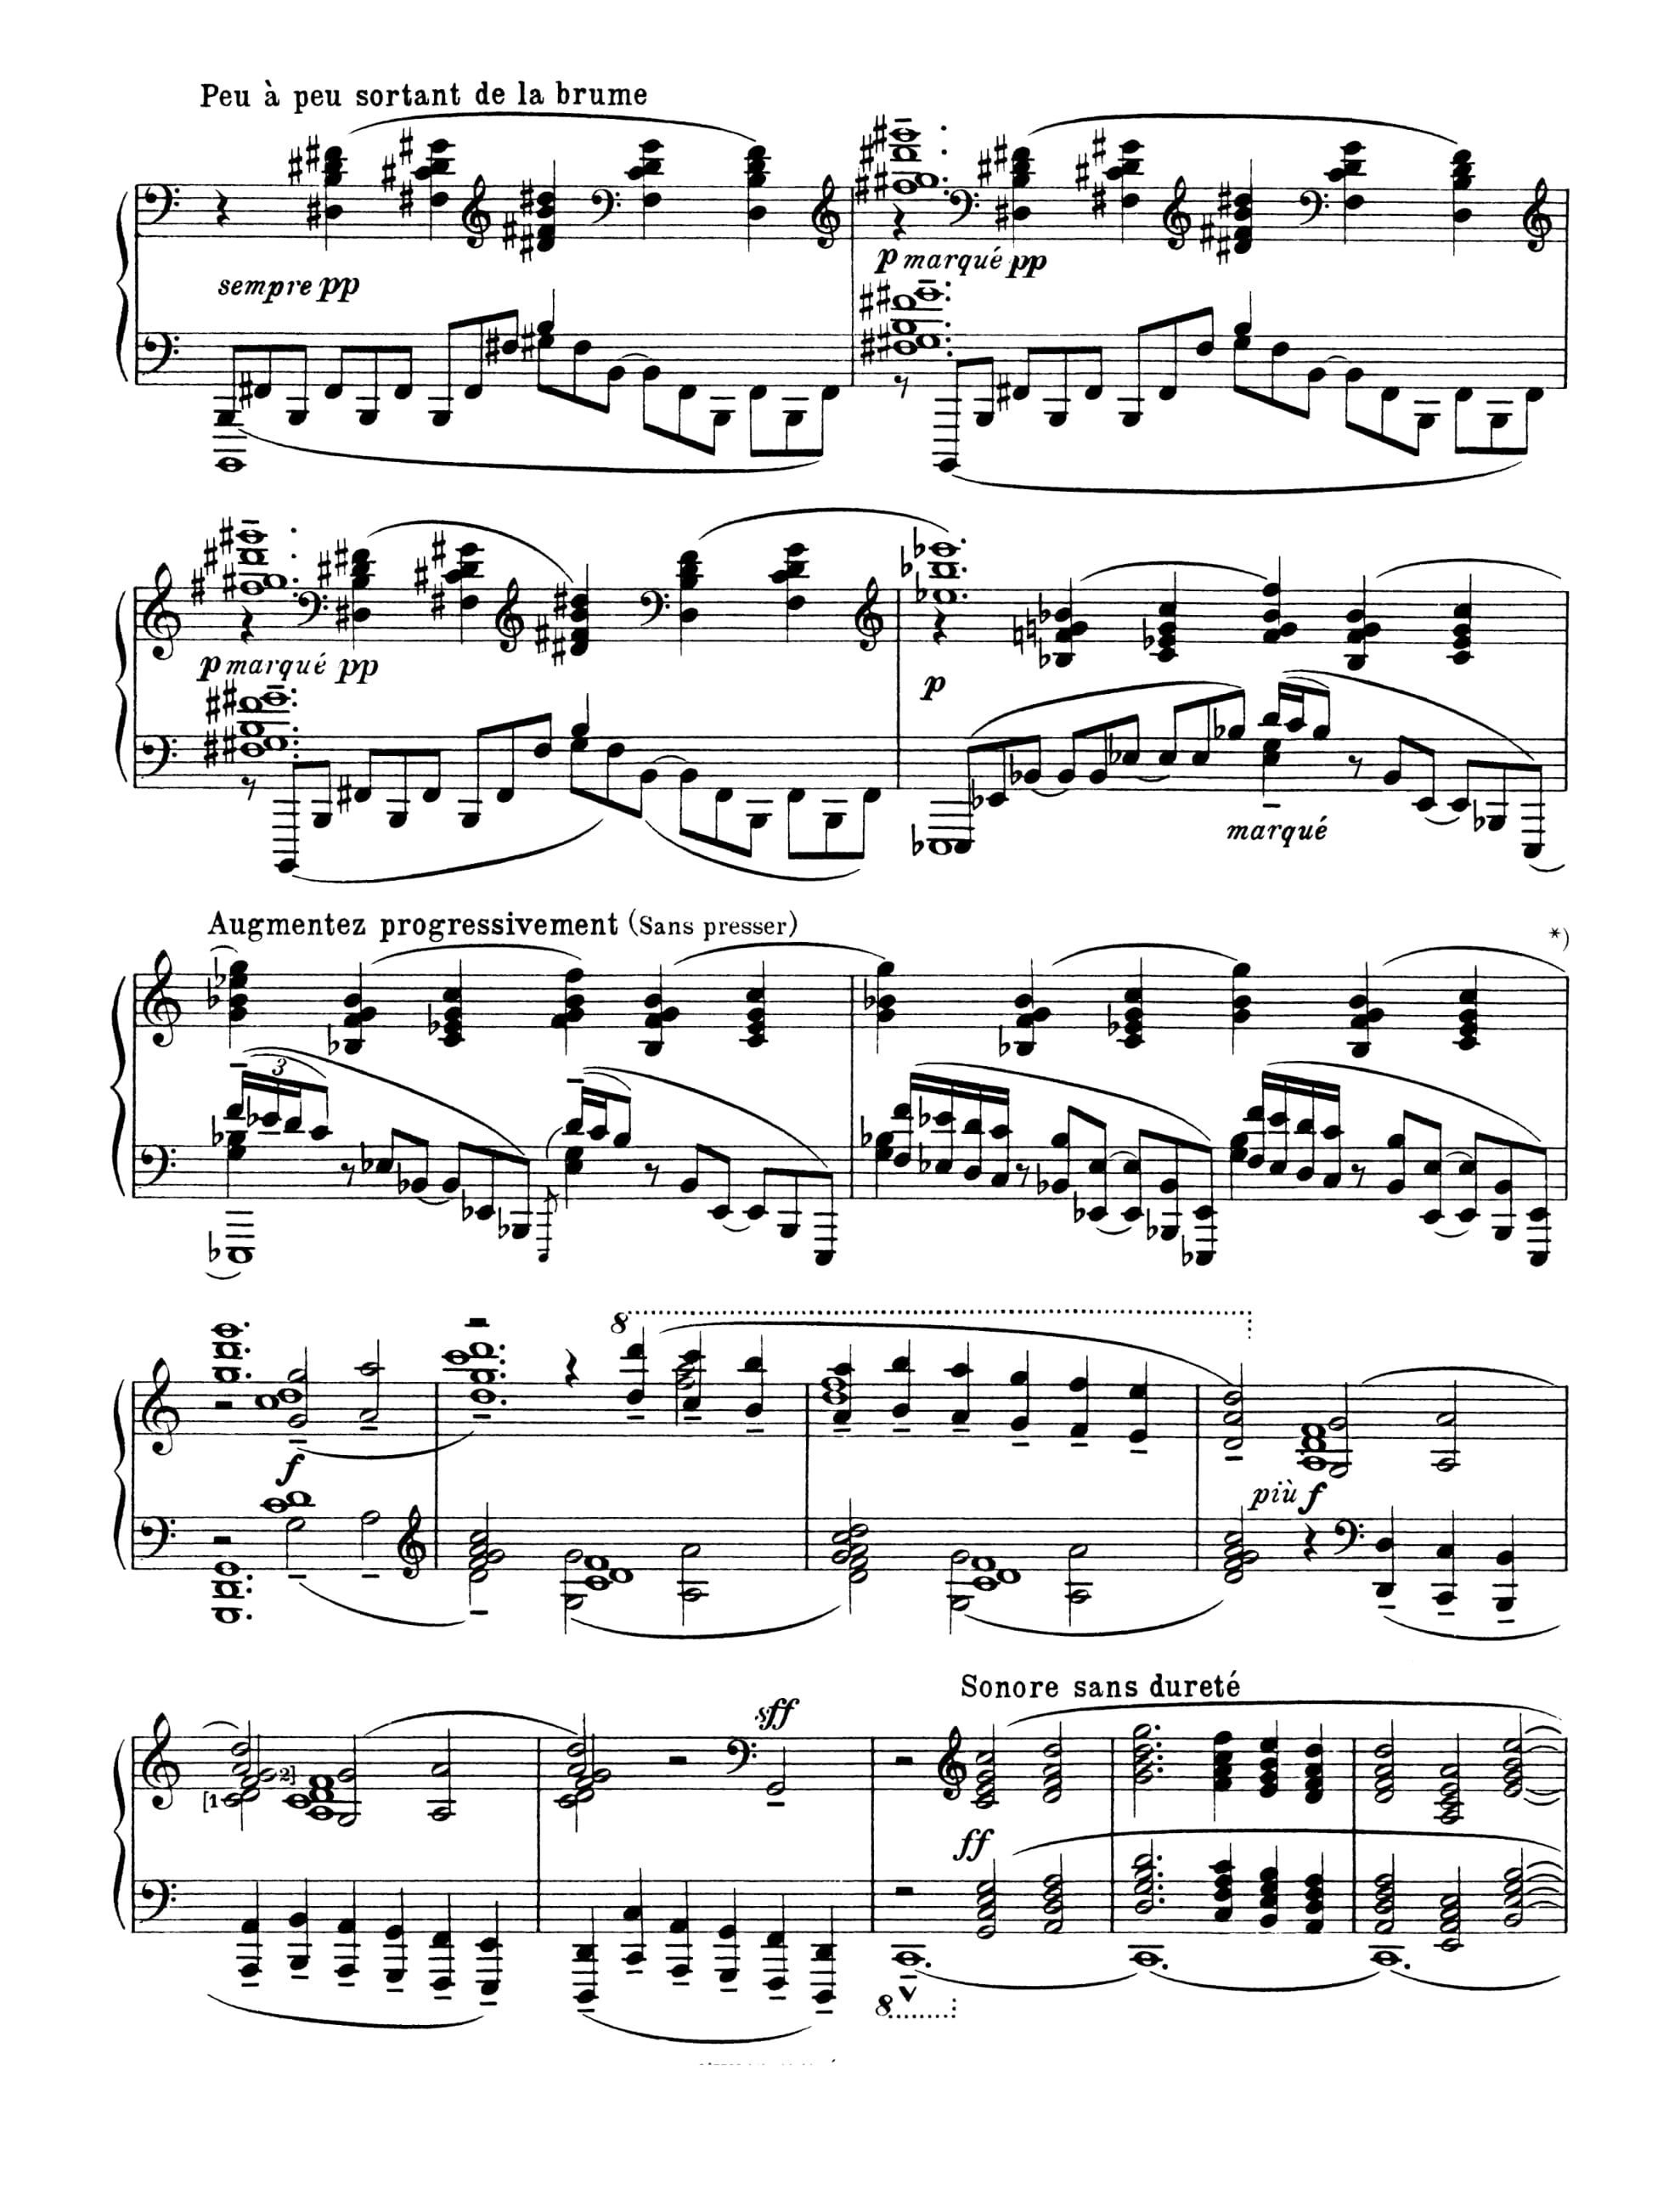 Peu à peu sortant de la brume
sempre pp
p marqué pp
p marqué pp
p
marqué
Augmentez progressivement (Sans presser)
*)
3
8
f
più f
[1
2]
sff
Sonore sans dureté
ff
8